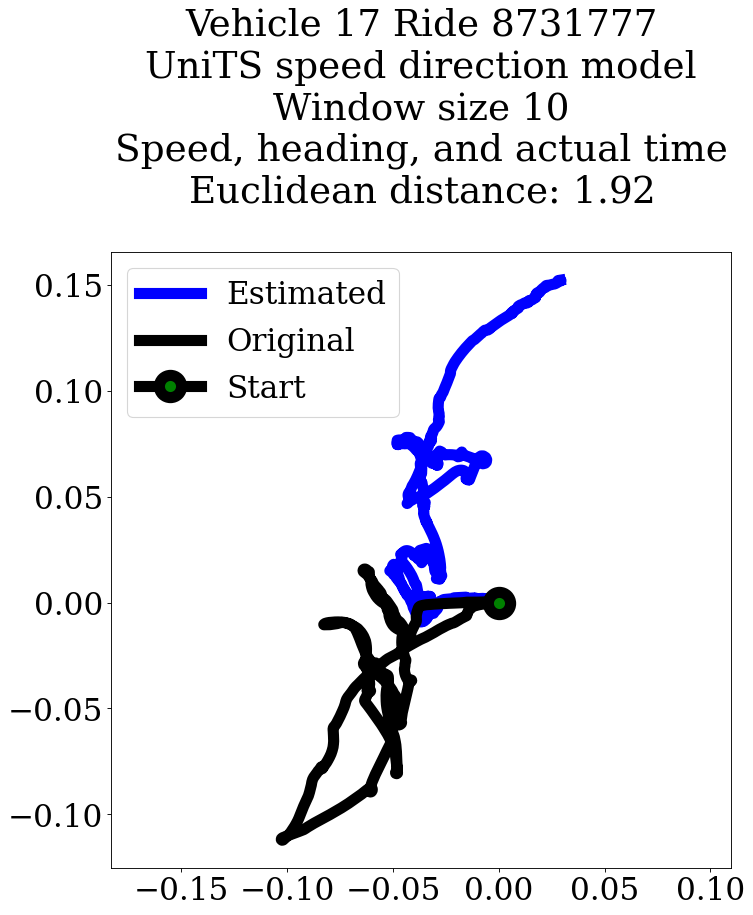 Vehicle 17 Ride 8731777
UniTS speed direction model
Window size 10
Speed, heading, and actual time
Euclidean distance: 1.92
Estimated
Original
Start
0.15
0.10
0.05
0.00
−0.05
−0.10
−0.15 −0.10 −0.05 0.00 0.05 0.10